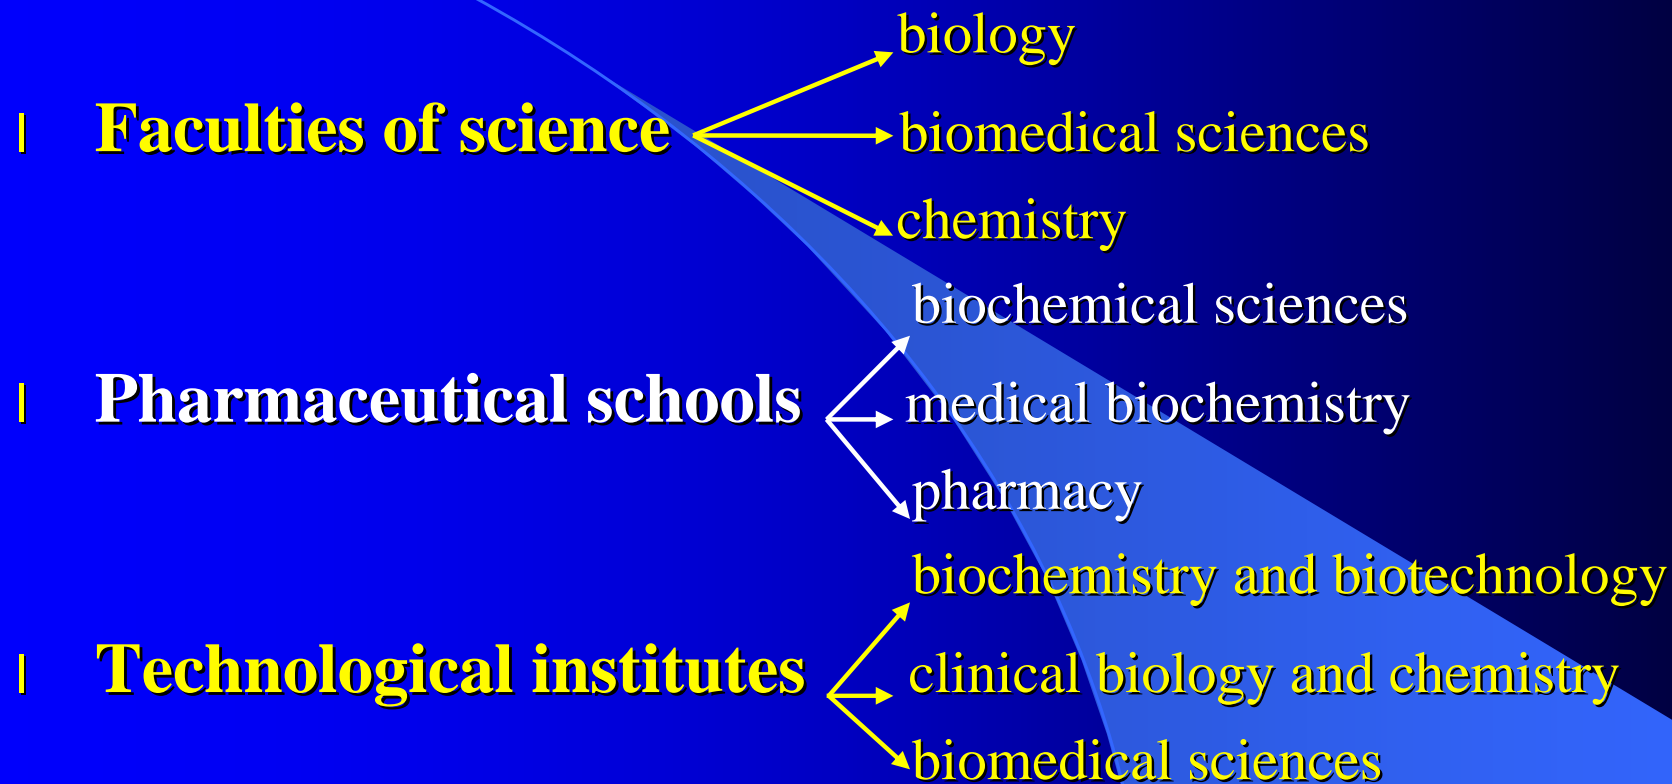 biology
Faculties of science
biomedical sciences
chemistry
biochemical sciences
Pharmaceutical schools
medical biochemistry
pharmacy
biochemistry and biotechnology
Technological institutes
clinical biology and chemistry
biomedical sciences